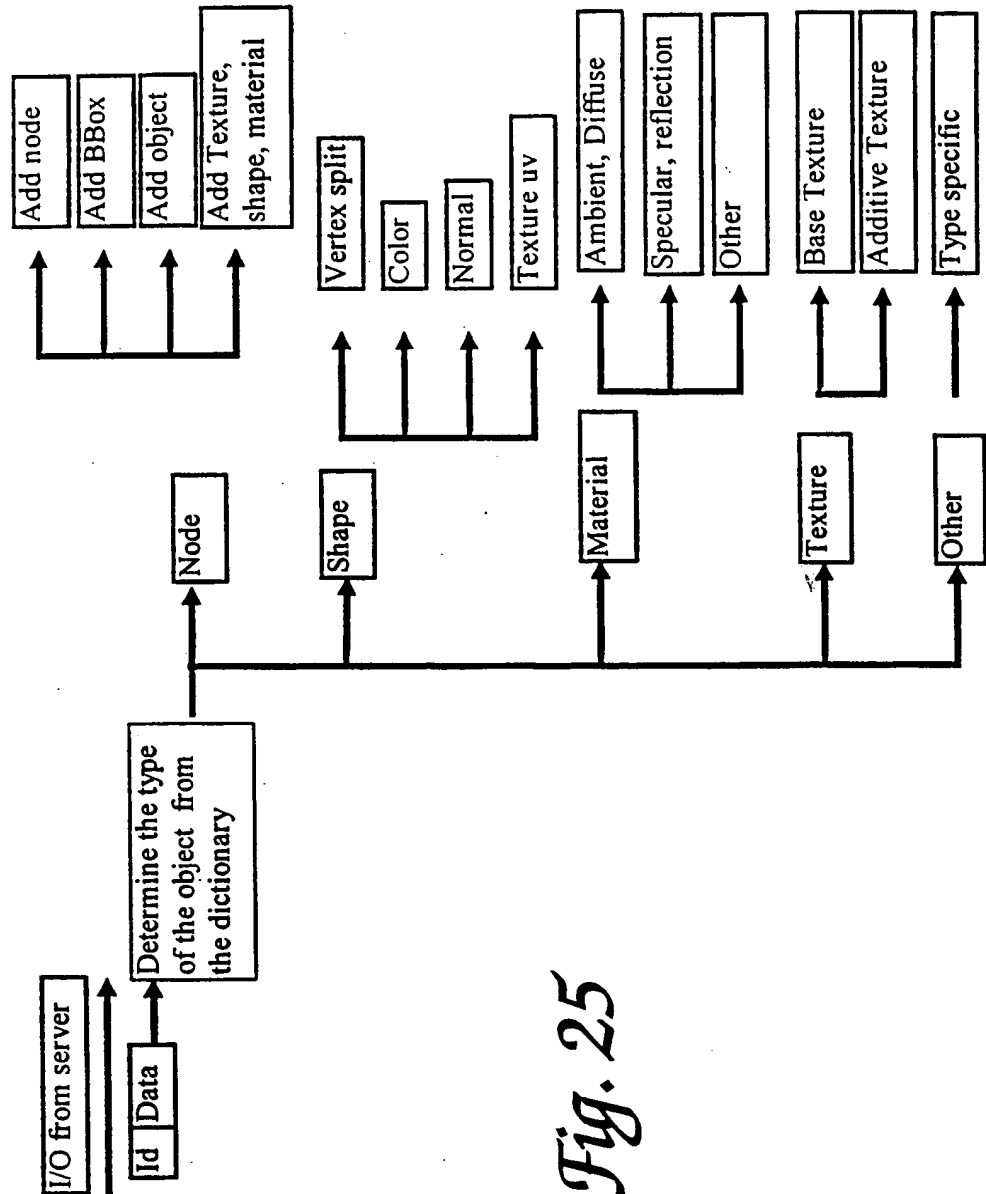 I/O from server
Id
Data
Determine the type
of the object from
the dictionary
Node
Add node
Add BBox
Add object
Add Texture,
shape, material
Shape
Vertex split
Color
Normal
Texture uv
Material
Ambient, Diffuse
Specular, reflection
Other
Texture
Base Texture
Additive Texture
Other
Type specific
Fig. 25